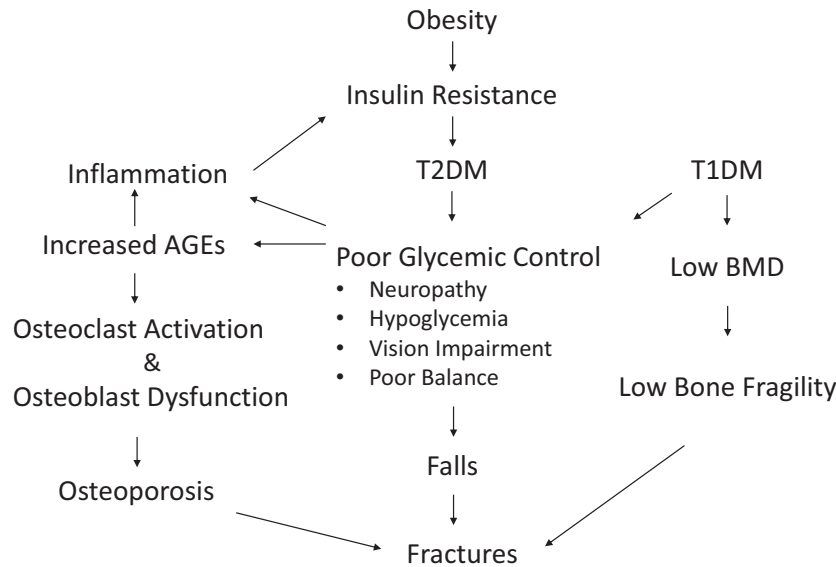 Obesity
Insulin Resistance
Inflammation
T2DM
T1DM
Increased AGEs
Poor Glycemic Control
• Neuropathy
• Hypoglycemia
• Vision Impairment
• Poor Balance
Low BMD
Osteoclast Activation
&
Osteoblast Dysfunction
Low Bone Fragility
Falls
Osteoporosis
Fractures